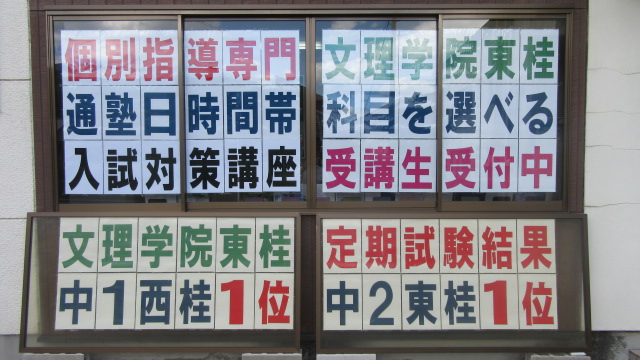 個別指導専門
通塾日時間帯
入試対策講座
文理学院東桂
科目を選べる
受講生受付中
文理学院東桂
中1西桂1位
定期試験結果
中2東桂1位